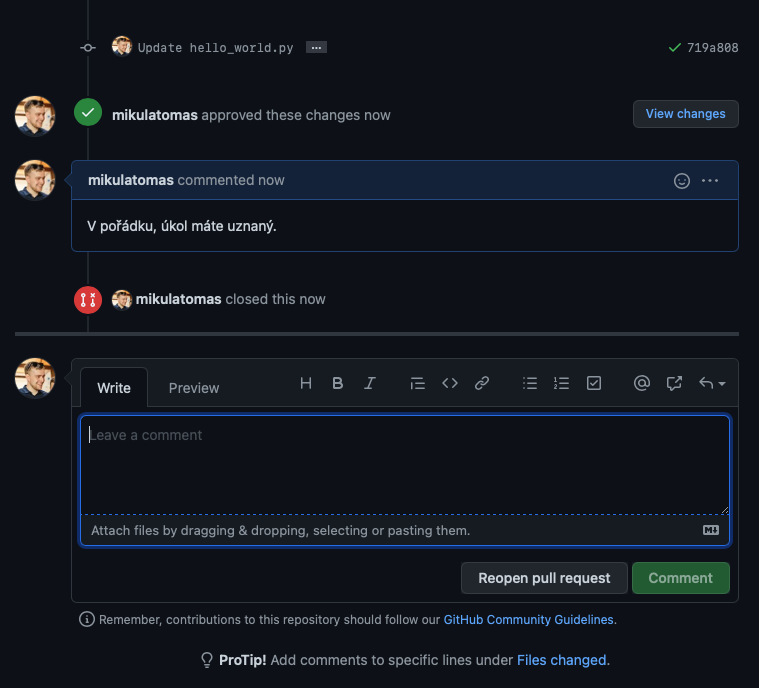 Update hello_world.py ... 719a808
mikulatomas approved these changes now View changes
mikulatomas commented now
V pořádku, úkol máte uznaný.
mikulatomas closed this now
Write Preview
Leave a comment
Attach files by dragging & dropping, selecting or pasting them.
Reopen pull request Comment
Remember, contributions to this repository should follow our GitHub Community Guidelines.
ProTip! Add comments to specific lines under Files changed.